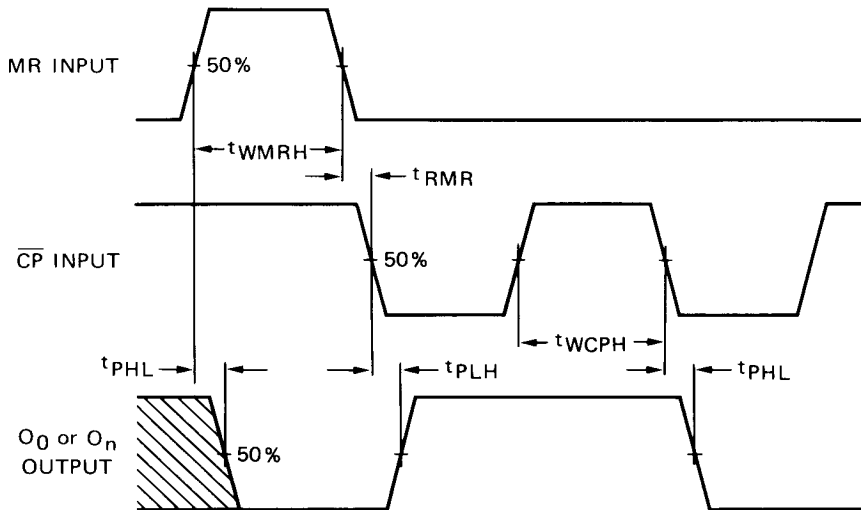 MR INPUT
50%
tWMRH
tRMR
CP INPUT
50%
tWCPH
tPHL
tPLH
tPHL
O0 or On
OUTPUT
50%